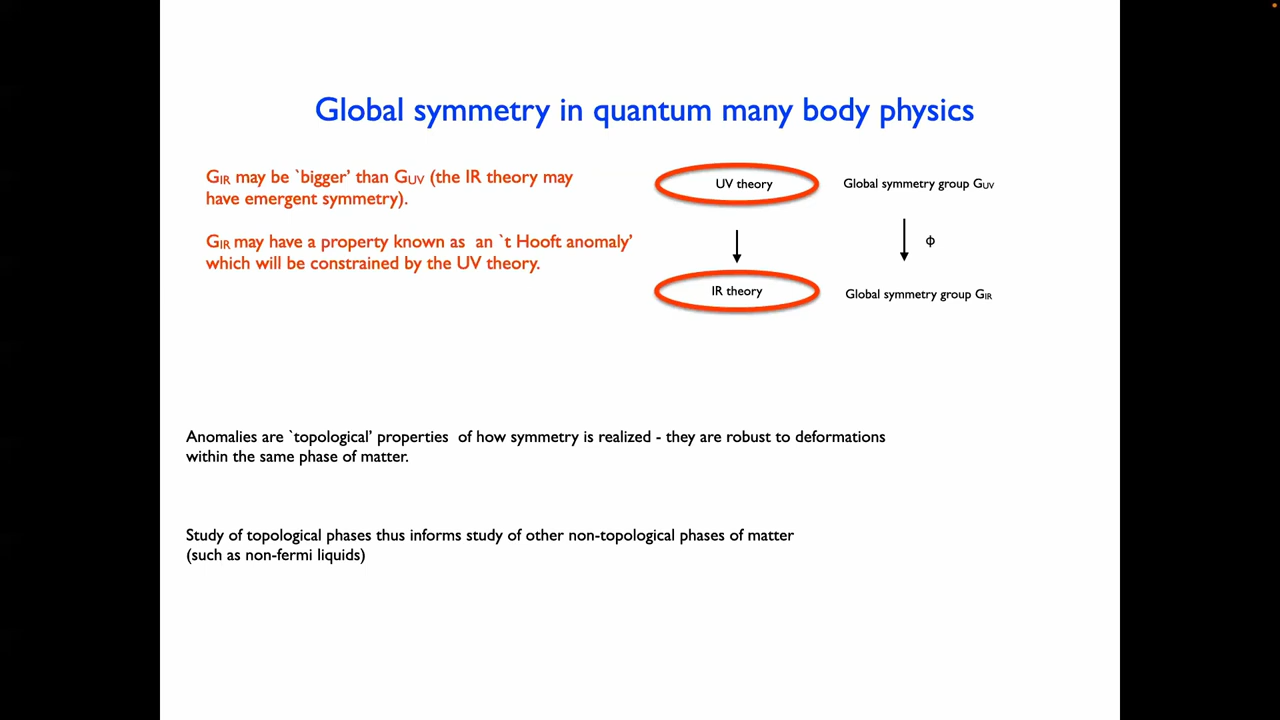 Global symmetry in quantum many body physics
G_IR may be `bigger' than G_UV (the IR theory may
have emergent symmetry).
G_IR may have a property known as an `t Hooft anomaly'
which will be constrained by the UV theory.
UV theory
Global symmetry group G_UV
ϕ
IR theory
Global symmetry group G_IR
Anomalies are `topological' properties of how symmetry is realized - they are robust to deformations
within the same phase of matter.
Study of topological phases thus informs study of other non-topological phases of matter
(such as non-fermi liquids)